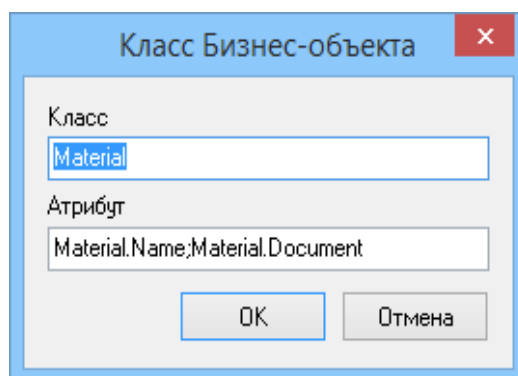 Класс Бизнес-объекта
Класс
Material
Атрибут
Material.Name;Material.Document
OK Отмена